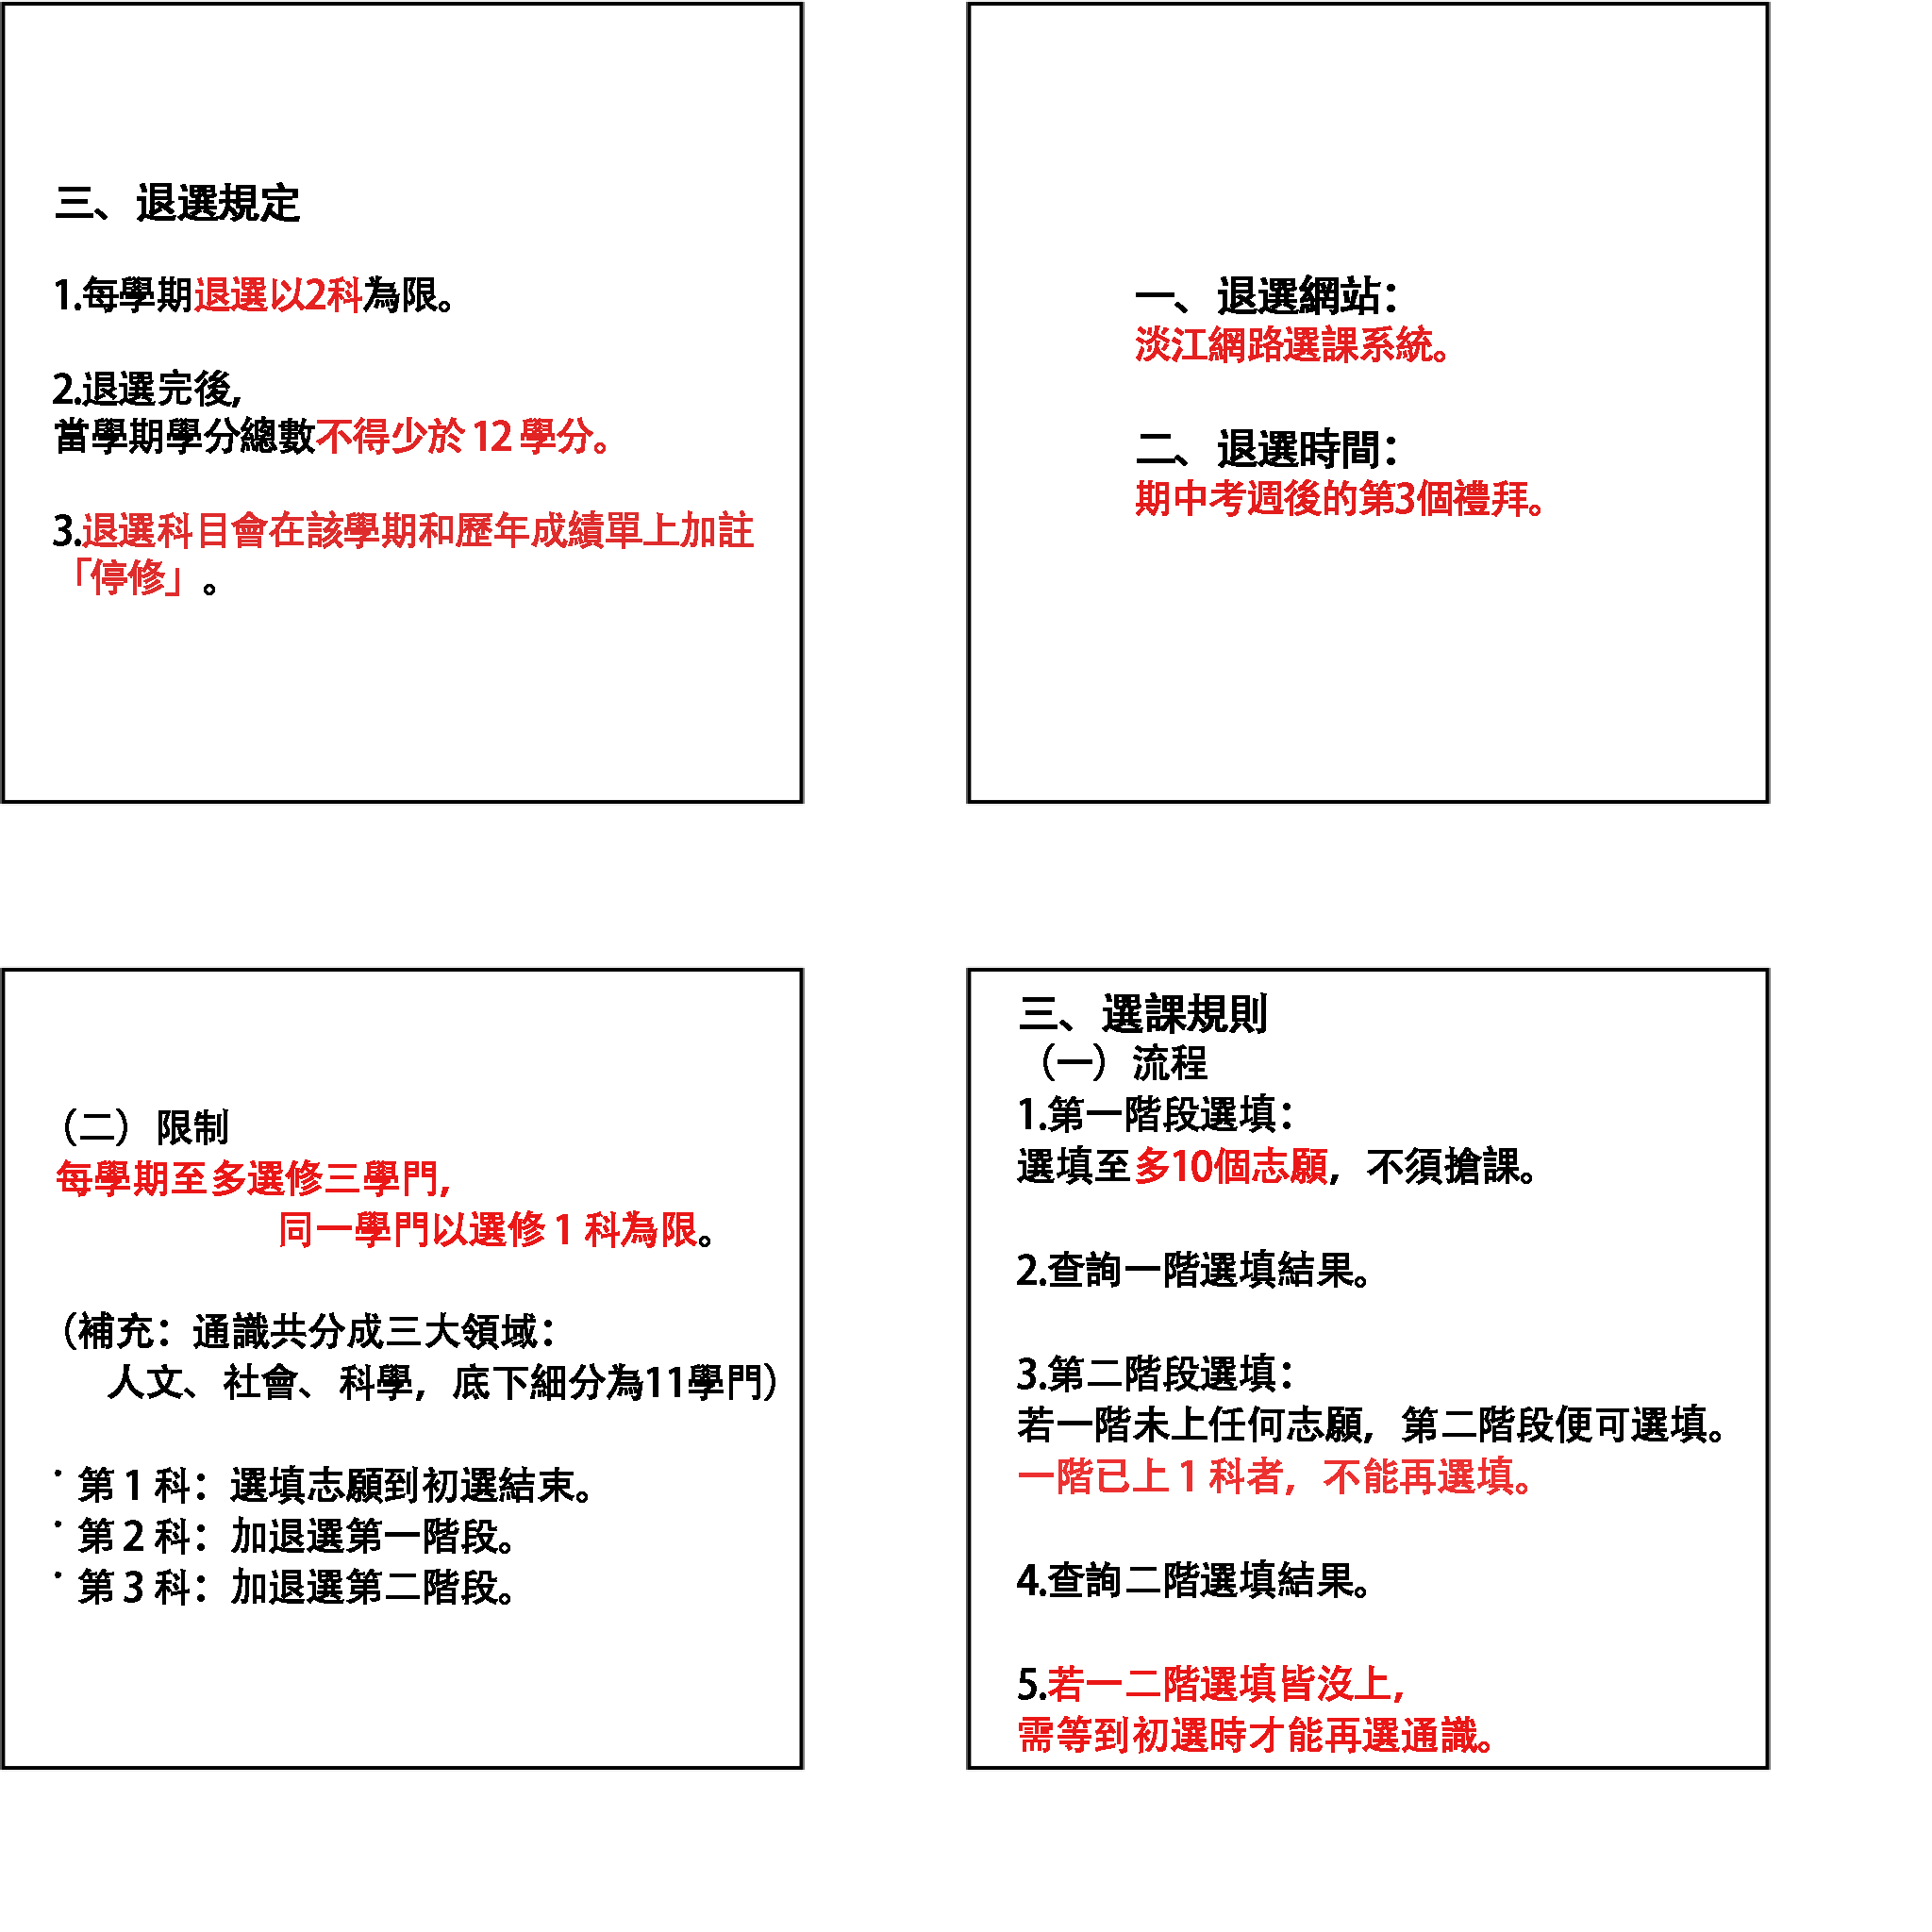 三、退選規定
1.每學期退選以2科為限。
2.退選完後,
當學期學分總數不得少於 12 學分。
3.退選科目會在該學期和歷年成績單上加註
「停修」。
一、退選網站：
淡江網路選課系統。
二、退選時間：
期中考週後的第3個禮拜。
（二）限制
每學期至多選修三學門,
同一學門以選修 1 科為限。
（補充：通識共分成三大領域：
人文、社會、科學，底下細分為11學門）
˙第 1 科：選填志願到初選結束。
˙第 2 科：加退選第一階段。
˙第 3 科：加退選第二階段。
三、選課規則
（一）流程
1.第一階段選填：
選填至多10個志願，不須搶課。
2.查詢一階選填結果。
3.第二階段選填：
若一階未上任何志願，第二階段便可選填。
一階已上 1 科者，不能再選填。
4.查詢二階選填結果。
5.若一二階選填皆沒上,
需等到初選時才能再選通識。